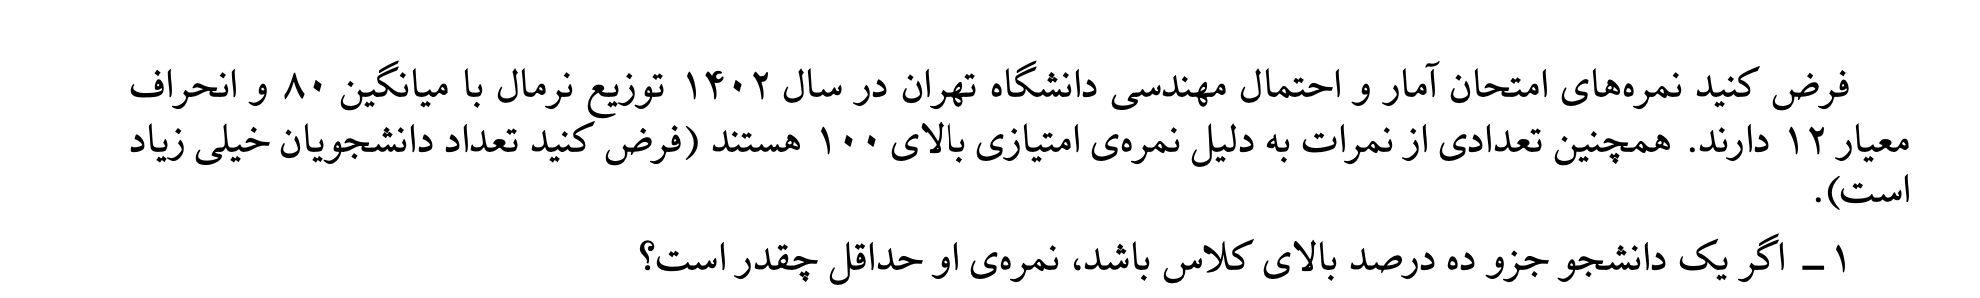 فرض کنید نمره‌های امتحان آمار و احتمال مهندسی دانشگاه تهران در سال ۱۴۰۲ توزیع نرمال با میانگین ۸۰ و انحراف
معیار ۱۲ دارند. همچنین تعدادی از نمرات به دلیل نمره‌ی امتیازی بالای ۱۰۰ هستند (فرض کنید تعداد دانشجویان خیلی زیاد
است).
۱ـ اگر یک دانشجو جزو ده درصد بالای کلاس باشد، نمره‌ی او حداقل چقدر است؟